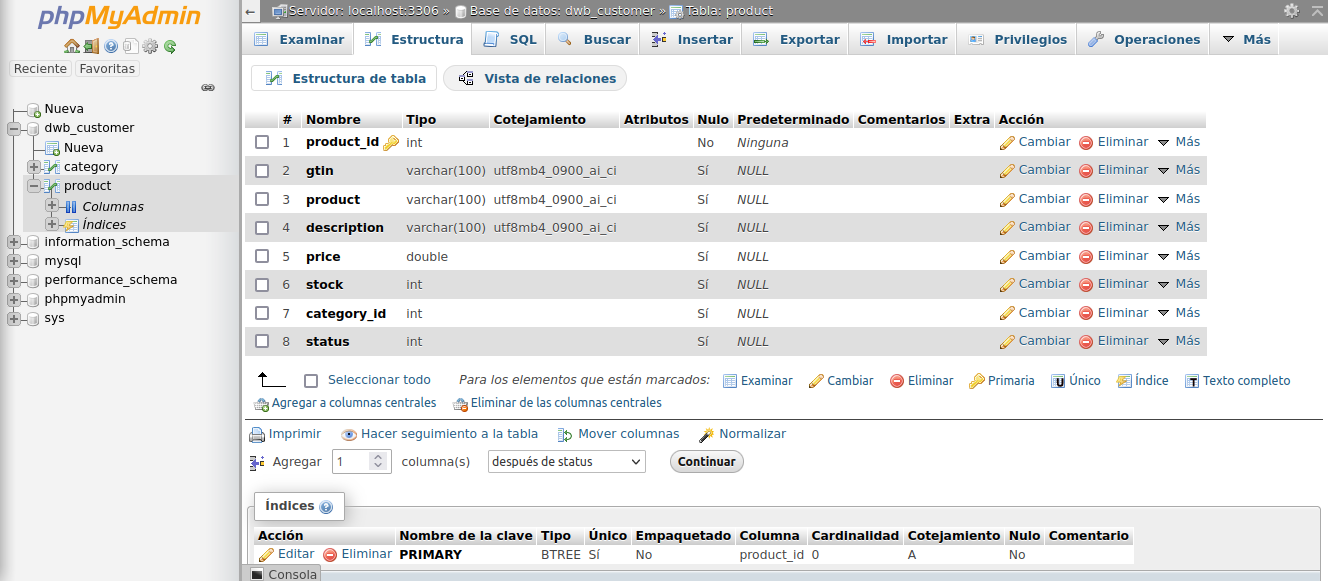 phpMyAdmin
Reciente Favoritas
Nueva
dwb_customer
Nueva
category
product
Columnas
Índices
information_schema
mysql
performance_schema
phpmyadmin
sys
Servidor: localhost:3306 » Base de datos: dwb_customer » Tabla: product
Examinar Estructura SQL Buscar Insertar Exportar Importar Privilegios Operaciones Más
Estructura de tabla Vista de relaciones
# Nombre Tipo Cotejamiento Atributos Nulo Predeterminado Comentarios Extra Acción
1 product_id int No Ninguna Cambiar Eliminar Más
2 gtin varchar(100) utf8mb4_0900_ai_ci Sí NULL Cambiar Eliminar Más
3 product varchar(100) utf8mb4_0900_ai_ci Sí NULL Cambiar Eliminar Más
4 description varchar(100) utf8mb4_0900_ai_ci Sí NULL Cambiar Eliminar Más
5 price double Sí NULL Cambiar Eliminar Más
6 stock int Sí NULL Cambiar Eliminar Más
7 category_id int Sí NULL Cambiar Eliminar Más
8 status int Sí NULL Cambiar Eliminar Más
Seleccionar todo Para los elementos que están marcados: Examinar Cambiar Eliminar Primaria Único Índice Texto completo
Agregar a columnas centrales Eliminar de las columnas centrales
Imprimir Hacer seguimiento a la tabla Mover columnas Normalizar
Agregar 1 columna(s) después de status Continuar
Índices
Acción Nombre de la clave Tipo Único Empaquetado Columna Cardinalidad Cotejamiento Nulo Comentario
Editar Eliminar PRIMARY BTREE Sí No product_id 0 A No
Consola